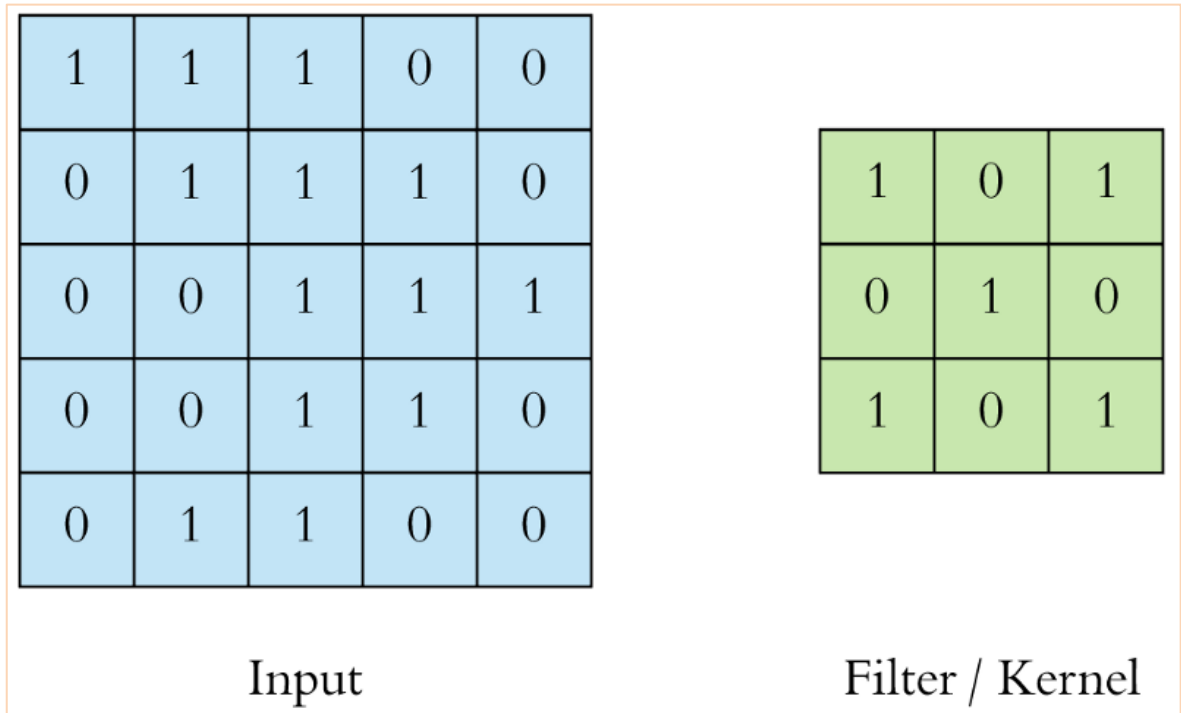 1 1 1 0 0
0 1 1 1 0 1 0 1
0 0 1 1 1 0 1 0
0 0 1 1 0 1 0 1
0 1 1 0 0
Input Filter / Kernel